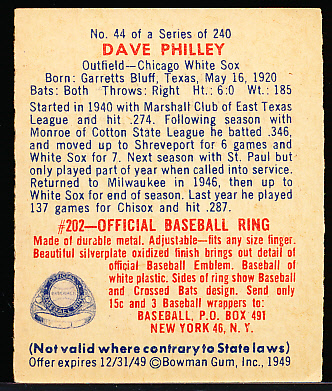 No. 44 of a Series of 240
DAVE PHILLEY
Outfield—Chicago White Sox
Born: Garretts Bluff, Texas, May 16, 1920
Bats: Both Throws: Right Ht.: 6:0 Wt.: 185
Started in 1940 with Marshall Club of East Texas
League and hit .274. Following season with
Monroe of Cotton State League he batted .346,
and moved up to Shreveport for 6 games and
White Sox for 7. Next season with St. Paul but
only played part of year when called into service.
Returned to Milwaukee in 1946, then up to
White Sox for end of season. Last year he played
137 games for Chisox and hit .287.
#202—OFFICIAL BASEBALL RING
Made of durable metal. Adjustable—fits any size finger.
Beautiful silverplate oxidized finish brings out detail of
official Baseball Emblem. Baseball of
white plastic. Sides of ring show Baseball
and Crossed Bats design. Send only
15c and 3 Baseball wrappers to:
BASEBALL, P.O. BOX 491
NEW YORK 46, N. Y.
(Not valid where contrary to State laws)
Offer expires 12/31/49 ©Bowman Gum, Inc., 1949